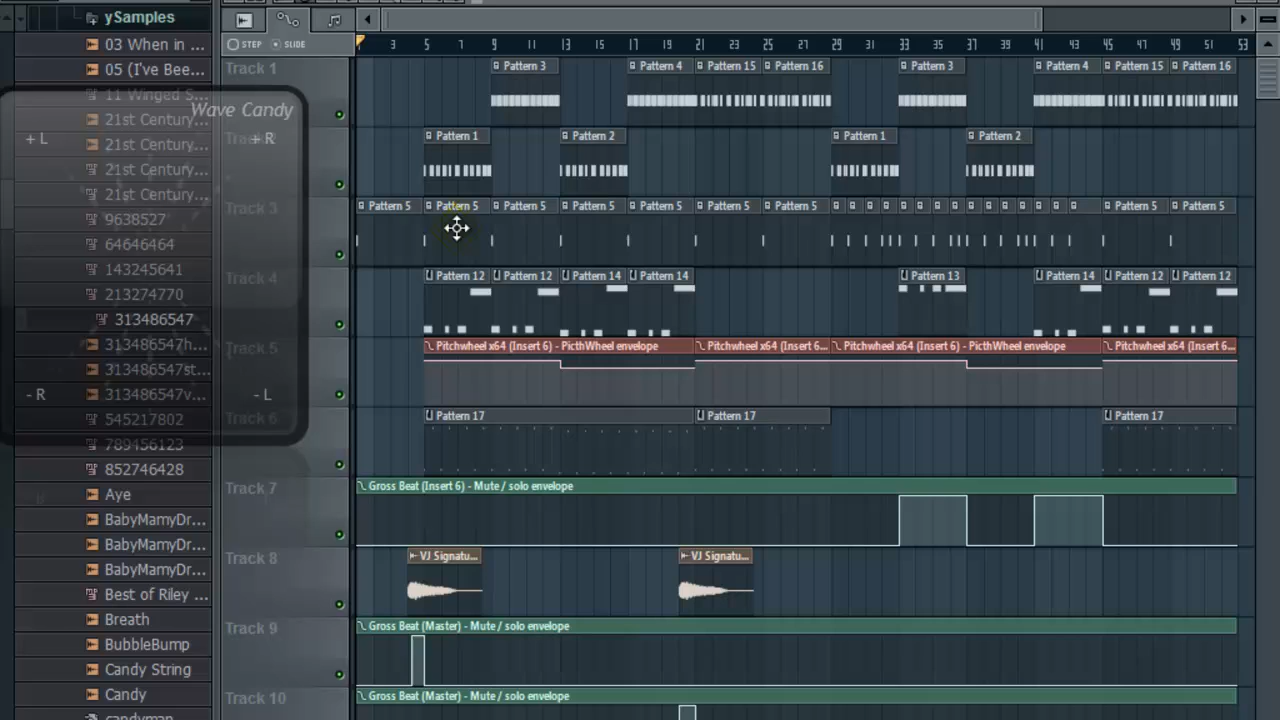 ySamples
03 When in ...
05 (I've Bee...
11 Winged S...
21st Century...
21st Century...
21st Century...
21st Century...
9638527
64646464
143245641
213274770
313486547
313486547h...
313486547st...
313486547v...
545217802
789456123
852746428
Aye
BabyMamyDr...
BabyMamyDr...
BabyMamyDr...
Best of Riley ...
Breath
BubbleBump
Candy String
Candy
candyman
Wave Candy
+ L + R
- R - L
STEP SLIDE
3 5 7 9 11 13 15 17 19 21 23 25 27 29 31 33 35 37 39 41 43 45 47 49 51 53
Track 1 Pattern 3 Pattern 4 Pattern 15 Pattern 16 Pattern 3 Pattern 4 Pattern 15 Pattern 16
Pattern 1 Pattern 2 Pattern 1 Pattern 2
Track 3 Pattern 5 Pattern 5 Pattern 5 Pattern 5 Pattern 5 Pattern 5 Pattern 5 Pattern 5 Pattern 5
Track 4 Pattern 12 Pattern 12 Pattern 14 Pattern 14 Pattern 13 Pattern 14 Pattern 12 Pattern 12
Track 5 Pitchwheel x64 (Insert 6) - PicthWheel envelope Pitchwheel x64 (Insert 6... Pitchwheel x64 (Insert 6) - PicthWheel envelope Pitchwheel x64 (Insert 6...
Track 6 Pattern 17 Pattern 17 Pattern 17
Track 7 Gross Beat (Insert 6) - Mute / solo envelope
Track 8 VJ Signatu... VJ Signatu...
Track 9 Gross Beat (Master) - Mute / solo envelope
Track 10 Gross Beat (Master) - Mute / solo envelope